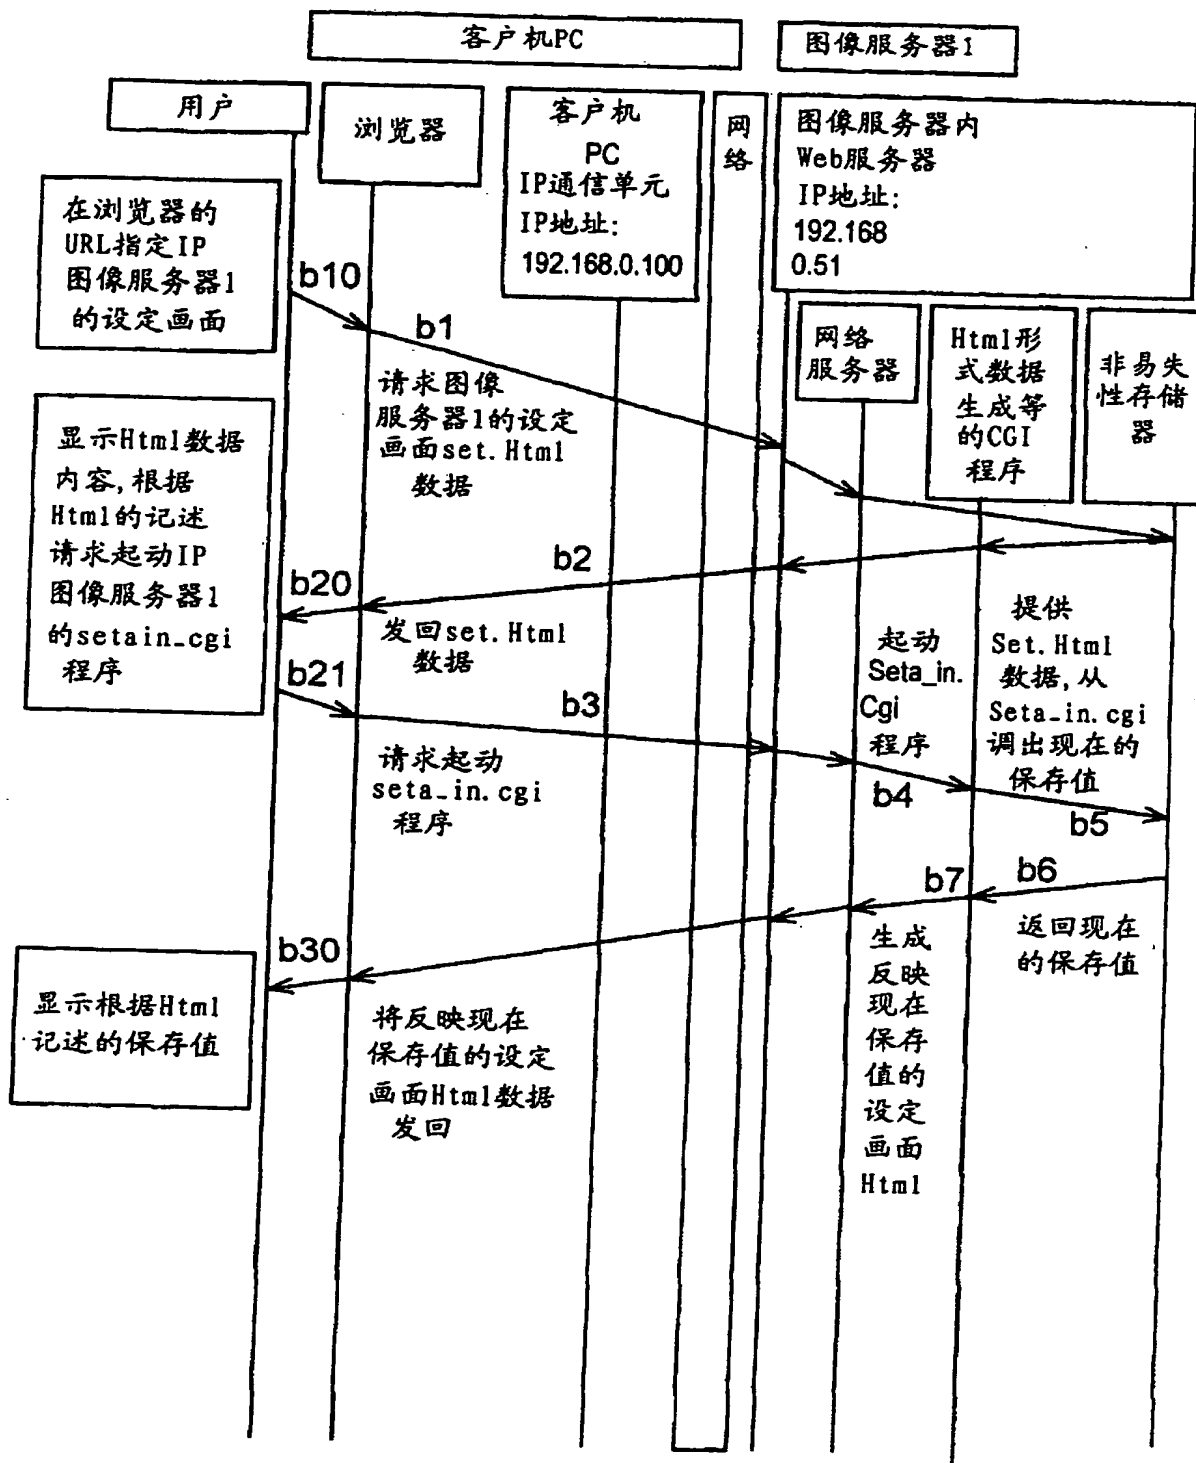 客户机PC
图像服务器1
用户
浏览器
客户机
PC
IP通信单元
IP地址:
192.168.0.100
网
络
图像服务器内
Web服务器
IP地址:
192.168
0.51
在浏览器的
URL指定IP
图像服务器1
的设定画面
b10
b1
网络
服务器
Html形
式数据
生成等
的CGI
程序
非易失
性存储
器
请求图像
服务器1的设定
画面set.Html
数据
显示Html数据
内容,根据
Html的记述
请求起动IP
图像服务器1
的setain_cgi
程序
b20
b2
发回set.Html
数据
起动
Seta_in.
Cgi
程序
提供
Set.Html
数据,从
Seta_in.cgi
调出现在的
保存值
b21
b3
请求起动
seta_in.cgi
程序
b4
b5
b7
b6
生成
反映
现在
保存
值的
设定
画面
Html
返回现在
的保存值
b30
显示根据Html
记述的保存值
将反映现在
保存值的设定
画面Html数据
发回